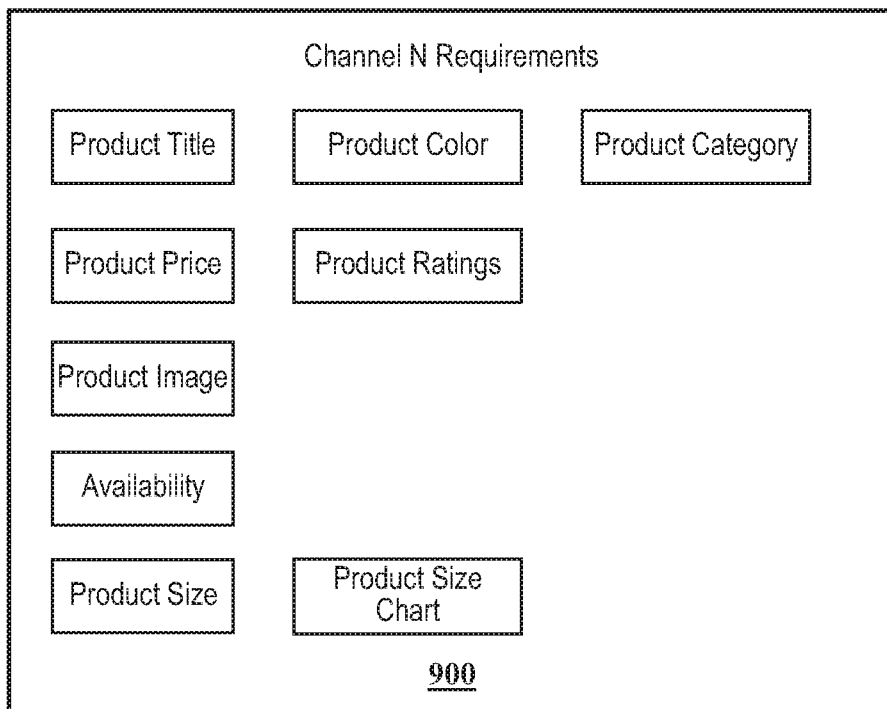 Channel N Requirements
Product Title
Product Color
Product Category
Product Price
Product Ratings
Product Image
Availability
Product Size
Product Size
Chart
900